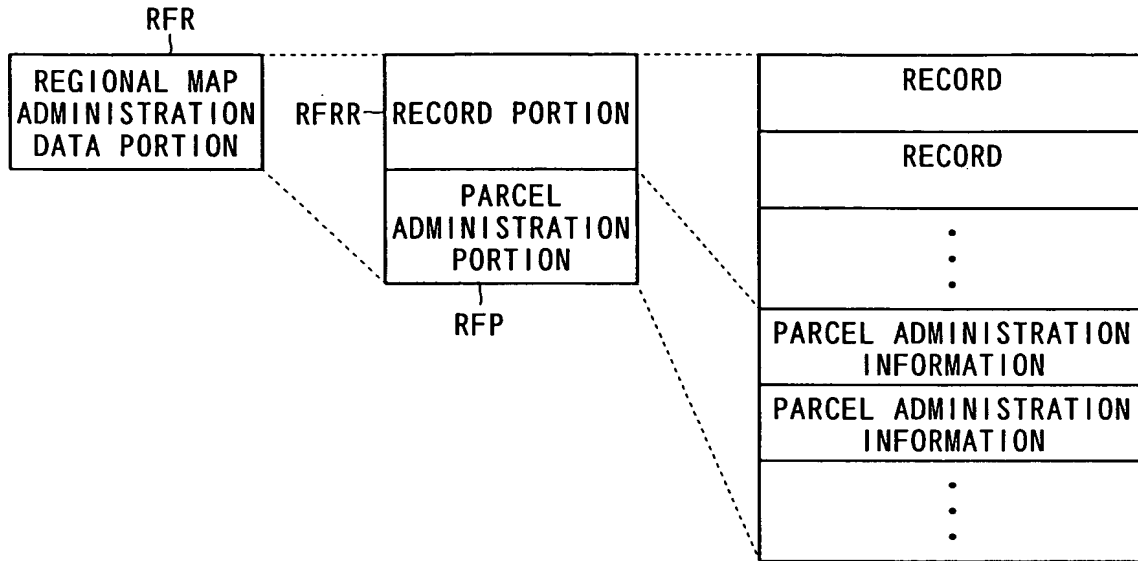 RFR
REGIONAL MAP
ADMINISTRATION
DATA PORTION
RFRR
RECORD PORTION
PARCEL
ADMINISTRATION
PORTION
RFP
RECORD
RECORD
PARCEL ADMINISTRATION
INFORMATION
PARCEL ADMINISTRATION
INFORMATION